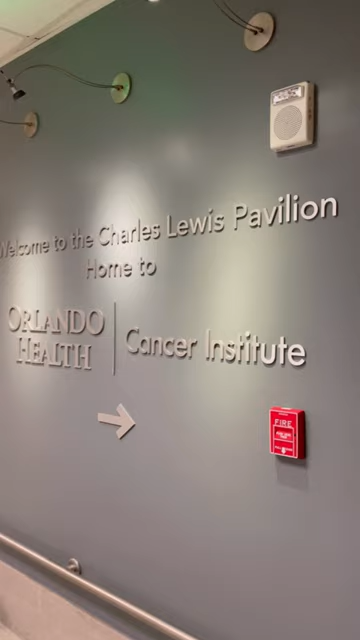 Welcome to the Charles Lewis Pavilion
Home to
ORLANDO
HEALTH
Cancer Institute
FIRE